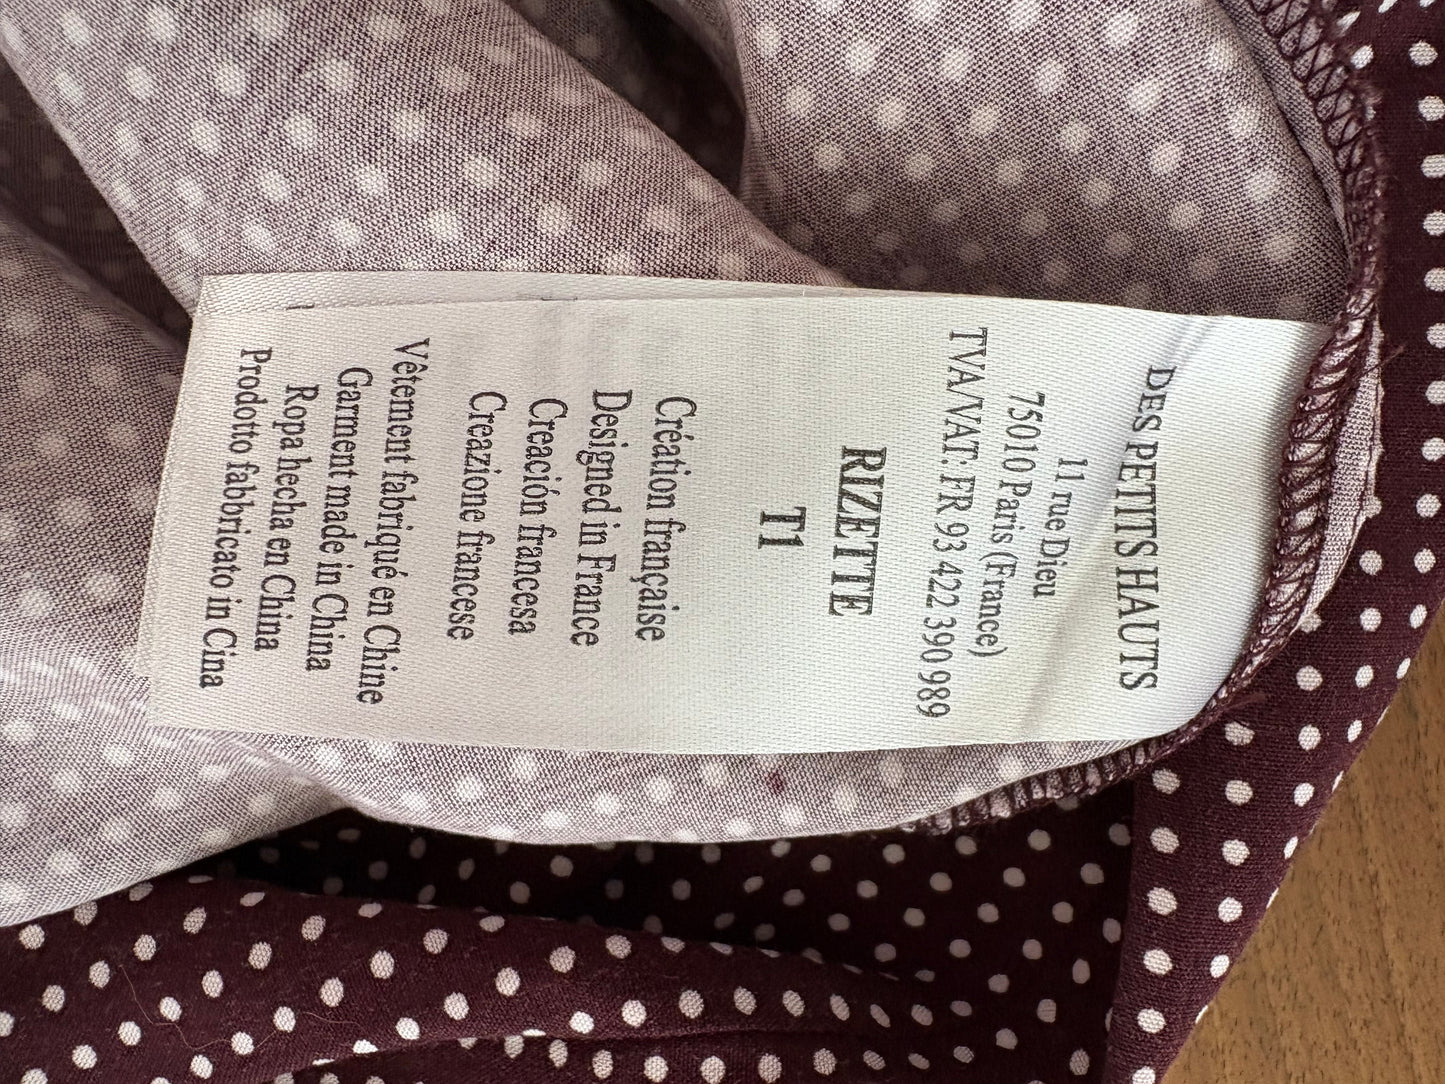 DES PETITS HAUTS
11 rue Dieu
75010 Paris (France)
TVA/VAT: FR 93 422 390 989
RIZETTE
T1
Création française
Designed in France
Creación francesa
Creazione francese
Vêtement fabriqué en Chine
Garment made in China
Ropa hecha en China
Prodotto fabbricato in Cina